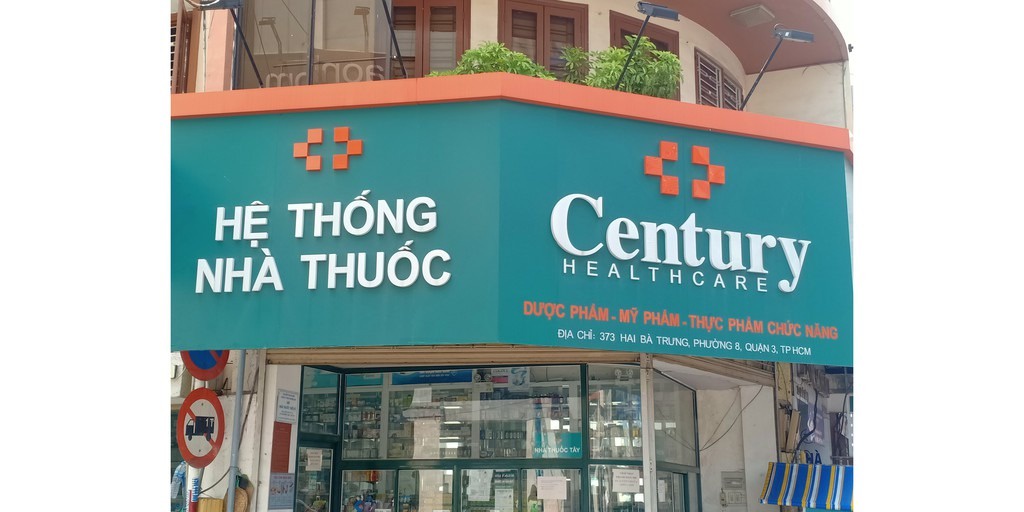 HỆ THỐNG
NHÀ THUỐC
Century
HEALTHCARE
DƯỢC PHẨM - MỸ PHẨM - THỰC PHẨM CHỨC NĂNG
ĐỊA CHỈ: 373 HAI BÀ TRƯNG, PHƯỜNG 8, QUẬN 3, TP HCM
NHÀ THUỐC TÂY